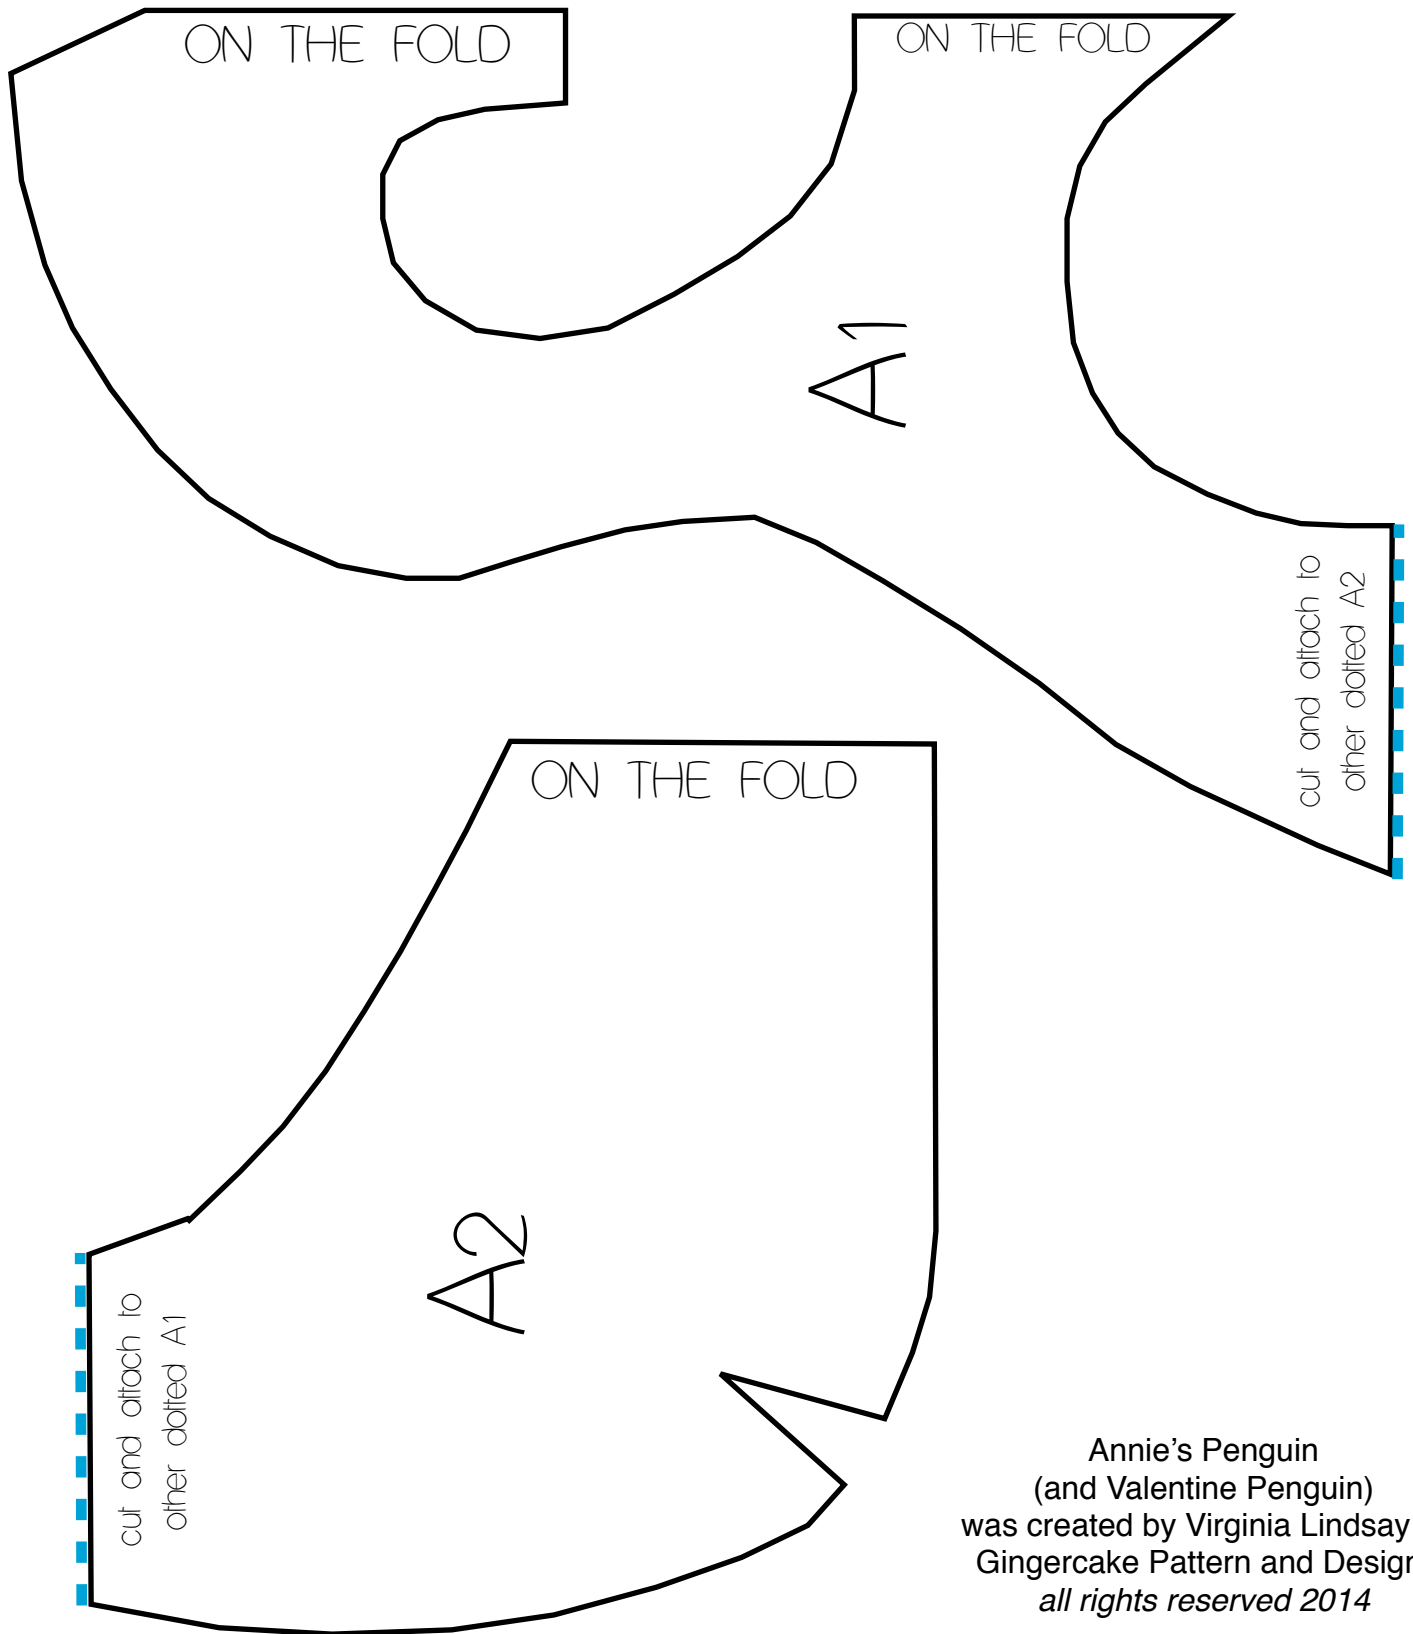 ON THE FOLD
ON THE FOLD
A1
cut and attach to
other dotted A2
ON THE FOLD
A2
cut and attach to
other dotted A1
Annie's Penguin
(and Valentine Penguin)
was created by Virginia Lindsay
Gingercake Pattern and Design
all rights reserved 2014